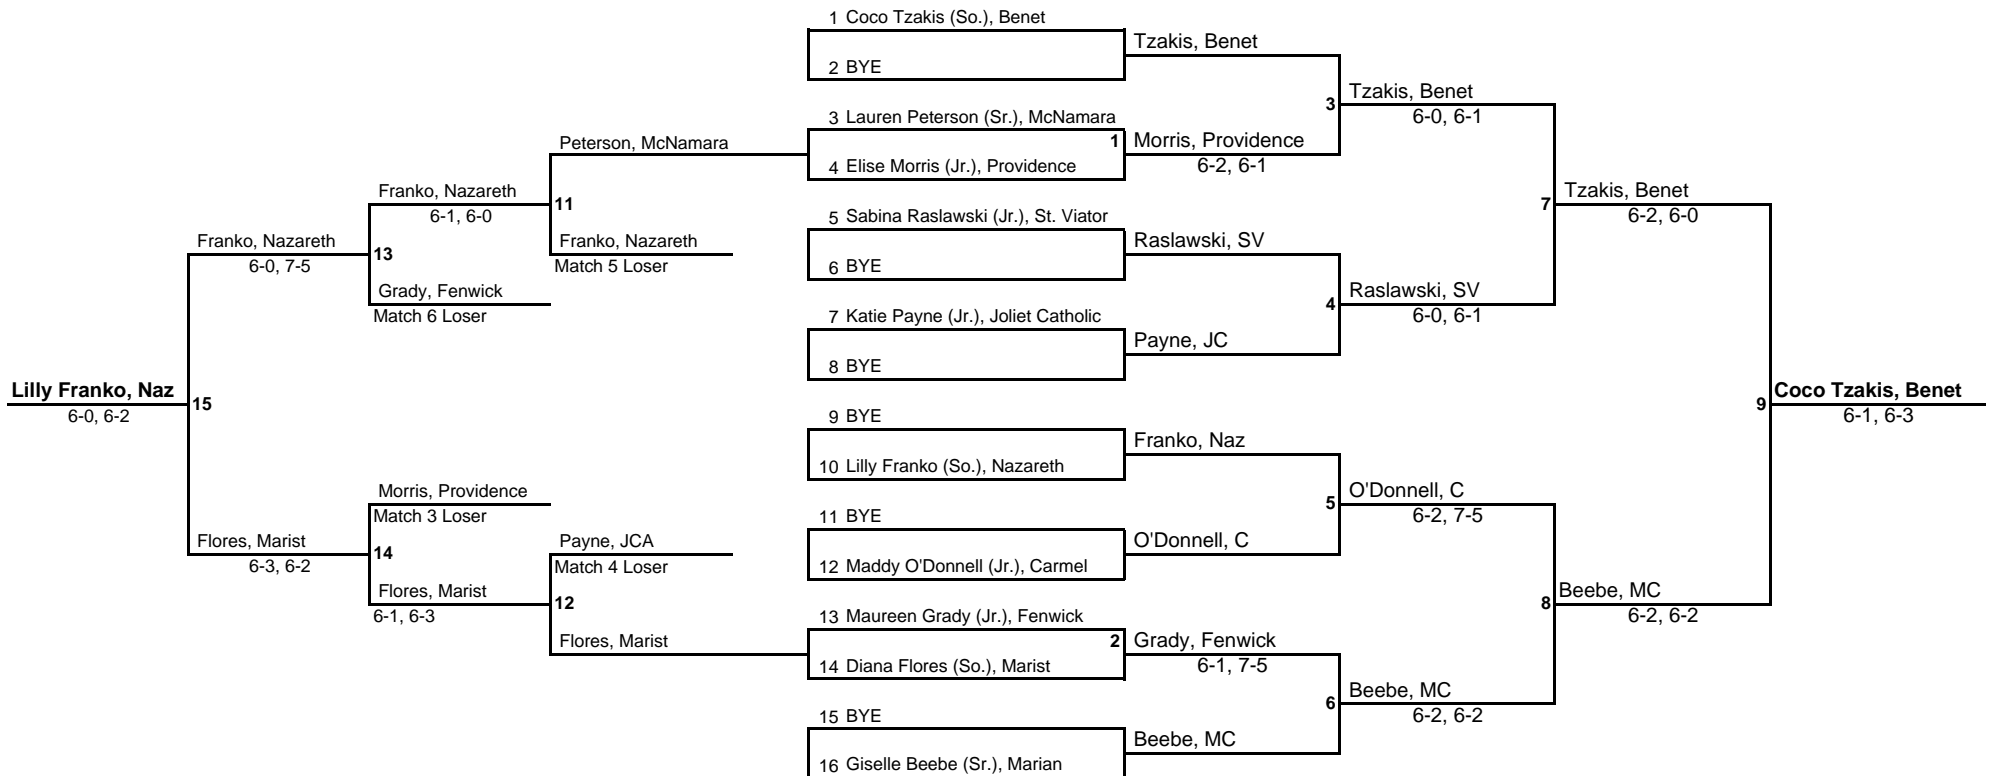 1 Coco Tzakis (So.), Benet
Tzakis, Benet
2 BYE
3 Tzakis, Benet
6-0, 6-1
3 Lauren Peterson (Sr.), McNamara
Peterson, McNamara
1 Morris, Providence
6-2, 6-1
4 Elise Morris (Jr.), Providence
Franko, Nazareth
6-1, 6-0
11
7 Tzakis, Benet
6-2, 6-0
5 Sabina Raslawski (Jr.), St. Viator
Franko, Nazareth
6-0, 7-5
13
Franko, Nazareth
Match 5 Loser
Raslawski, SV
6 BYE
Grady, Fenwick
Match 6 Loser
4 Raslawski, SV
6-0, 6-1
7 Katie Payne (Jr.), Joliet Catholic
Payne, JC
8 BYE
Lilly Franko, Naz
6-0, 6-2
15
9 Coco Tzakis, Benet
6-1, 6-3
9 BYE
Franko, Naz
10 Lilly Franko (So.), Nazareth
Morris, Providence
Match 3 Loser
5 O'Donnell, C
6-2, 7-5
11 BYE
Flores, Marist
6-3, 6-2
14
Payne, JCA
Match 4 Loser
O'Donnell, C
12 Maddy O'Donnell (Jr.), Carmel
Flores, Marist
6-1, 6-3
12
8 Beebe, MC
6-2, 6-2
13 Maureen Grady (Jr.), Fenwick
Flores, Marist
2 Grady, Fenwick
6-1, 7-5
14 Diana Flores (So.), Marist
6 Beebe, MC
6-2, 6-2
15 BYE
Beebe, MC
16 Giselle Beebe (Sr.), Marian